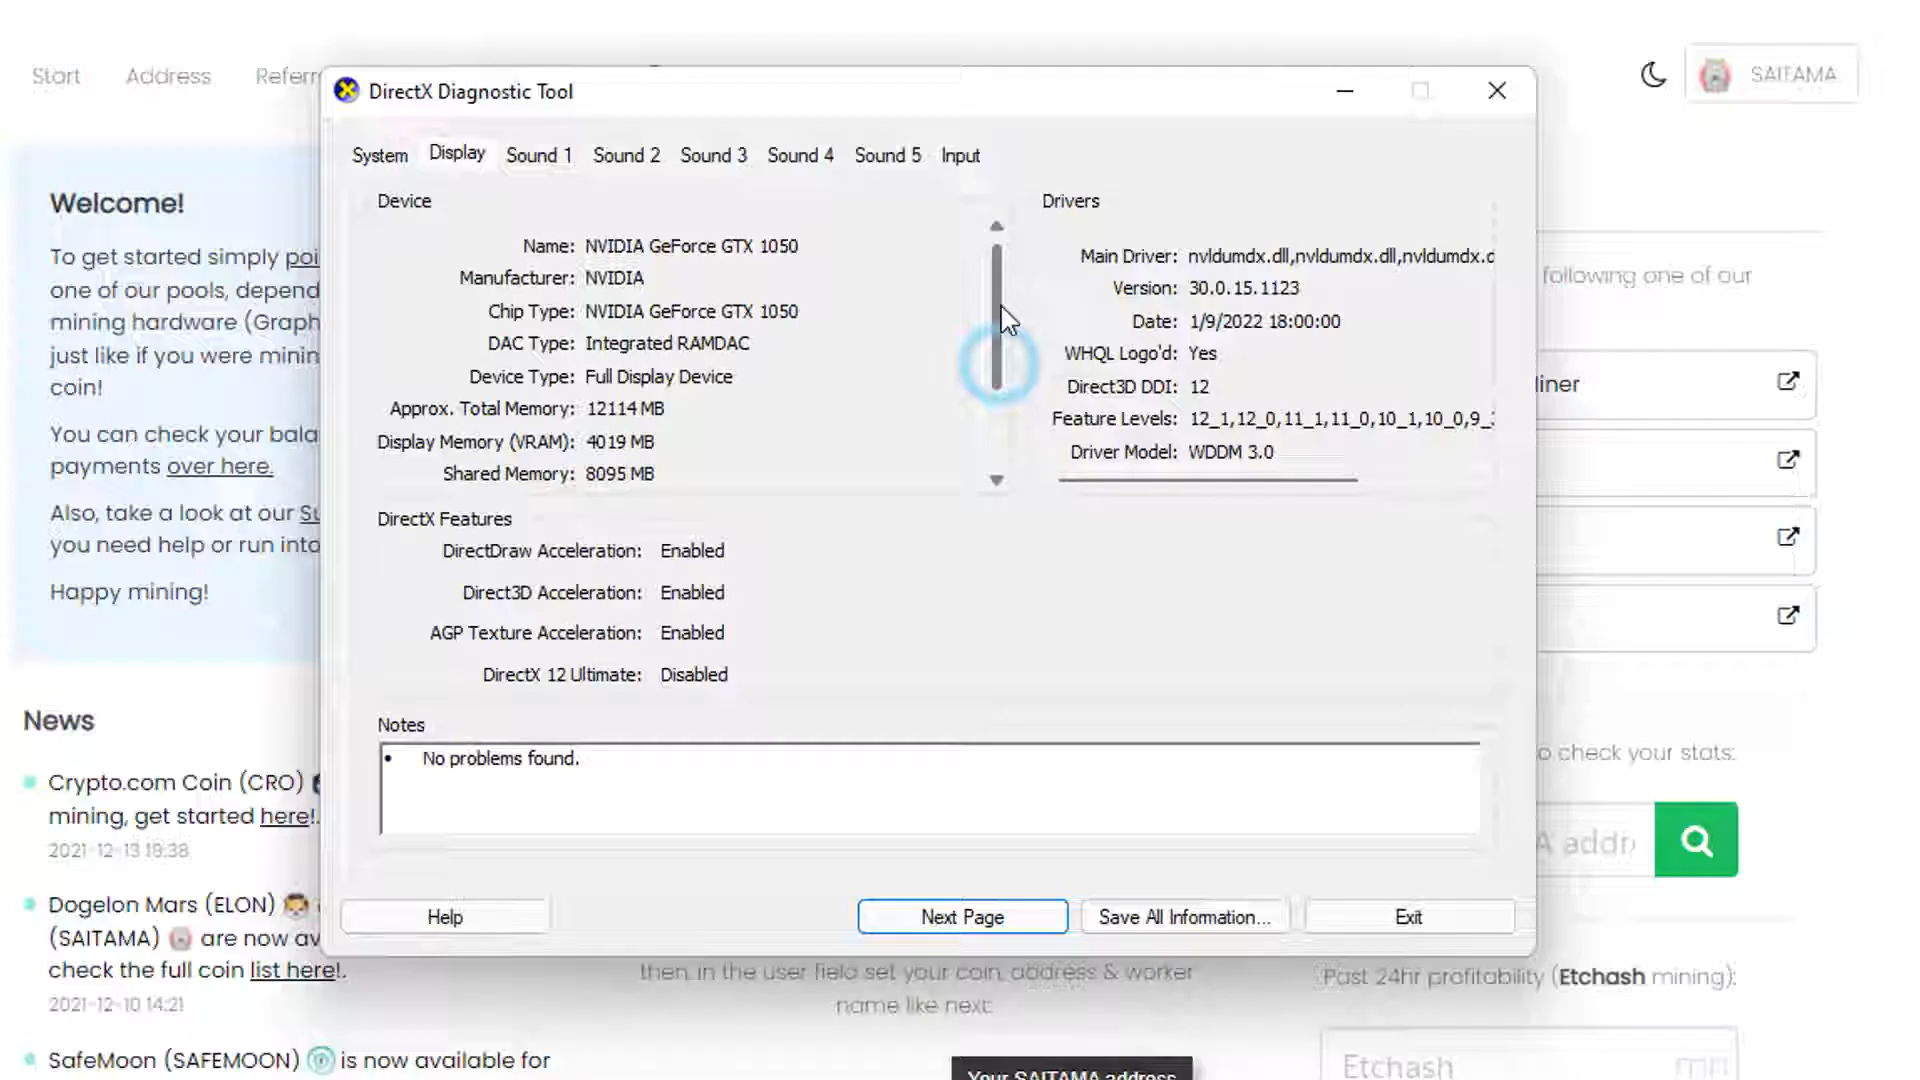 Start Address Referr
SAITAMA
DirectX Diagnostic Tool
System Display Sound 1 Sound 2 Sound 3 Sound 4 Sound 5 Input
Device
Name: NVIDIA GeForce GTX 1050
Manufacturer: NVIDIA
Chip Type: NVIDIA GeForce GTX 1050
DAC Type: Integrated RAMDAC
Device Type: Full Display Device
Approx. Total Memory: 12114 MB
Display Memory (VRAM): 4019 MB
Shared Memory: 8095 MB
Drivers
Main Driver: nvldumdx.dll,nvldumdx.dll,nvldumdx.d
Version: 30.0.15.1123
Date: 1/9/2022 18:00:00
WHQL Logo'd: Yes
Direct3D DDI: 12
Feature Levels: 12_1,12_0,11_1,11_0,10_1,10_0,9_
Driver Model: WDDM 3.0
DirectX Features
DirectDraw Acceleration: Enabled
Direct3D Acceleration: Enabled
AGP Texture Acceleration: Enabled
DirectX 12 Ultimate: Disabled
Notes
• No problems found.
Help
Next Page
Save All Information...
Exit
Welcome!
To get started simply poi
one of our pools, depend
mining hardware (Graph
just like if you were minin
coin!
You can check your bala
payments over here.
Also, take a look at our Su
you need help or run into
Happy mining!
News
Crypto.com Coin (CRO)
mining, get started here!.
2021-12-13 18:38
Dogelon Mars (ELON)
(SAITAMA) are now av
check the full coin list here!.
2021-12-10 14:21
SafeMoon (SAFEMOON) is now available for
then, in the user field set your coin, address & worker
name like next:
Your SAITAMA address
following one of our
iner
o check your stats:
A addr
Past 24hr profitability (Etchash mining):
Etchash